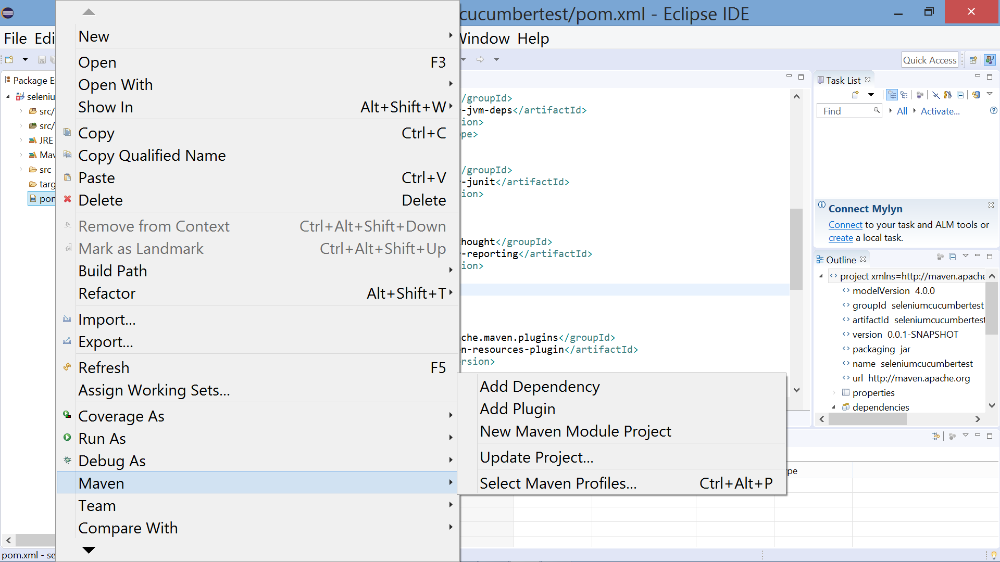 cucumbertest/pom.xml - Eclipse IDE
File Edi
Window Help
Quick Access
New
Open F3
Open With
Show In Alt+Shift+W
Copy Ctrl+C
Copy Qualified Name
Paste Ctrl+V
Delete Delete
Remove from Context Ctrl+Alt+Shift+Down
Mark as Landmark Ctrl+Alt+Shift+Up
Build Path
Refactor Alt+Shift+T
Import...
Export...
Refresh F5
Assign Working Sets...
Coverage As
Run As
Debug As
Maven
Team
Compare With
Add Dependency
Add Plugin
New Maven Module Project
Update Project...
Select Maven Profiles... Ctrl+Alt+P
Package E
seleniu
src/
src/
JRE
Mav
src
targ
pom
/groupId>
-jvm-deps</artifactId>
ion>
pe>
/groupId>
-junit</artifactId>
ion>
hought</groupId>
-reporting</artifactId>
ion>
che.maven.plugins</groupId>
n-resources-plugin</artifactId>
rsion>
Task List
Find
All Activate...
Connect Mylyn
Connect to your task and ALM tools or
create a local task.
Outline
project xmlns=http://maven.apache
modelVersion 4.0.0
groupId seleniumcucumbertest
artifactId seleniumcucumbertest
version 0.0.1-SNAPSHOT
packaging jar
name seleniumcucumbertest
url http://maven.apache.org
properties
dependencies
pe
pom.xml - se